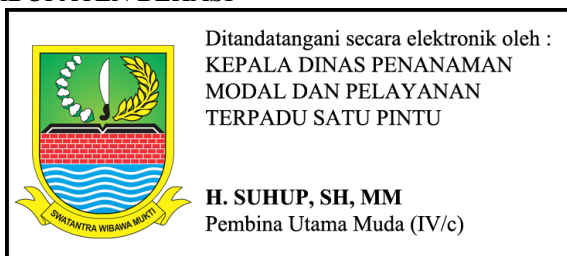 Ditandatangani secara elektronik oleh :
KEPALA DINAS PENANAMAN
MODAL DAN PELAYANAN
TERPADU SATU PINTU
H. SUHUP, SH, MM
Pembina Utama Muda (IV/c)
SWATANTRA WIBAWA MUKTI